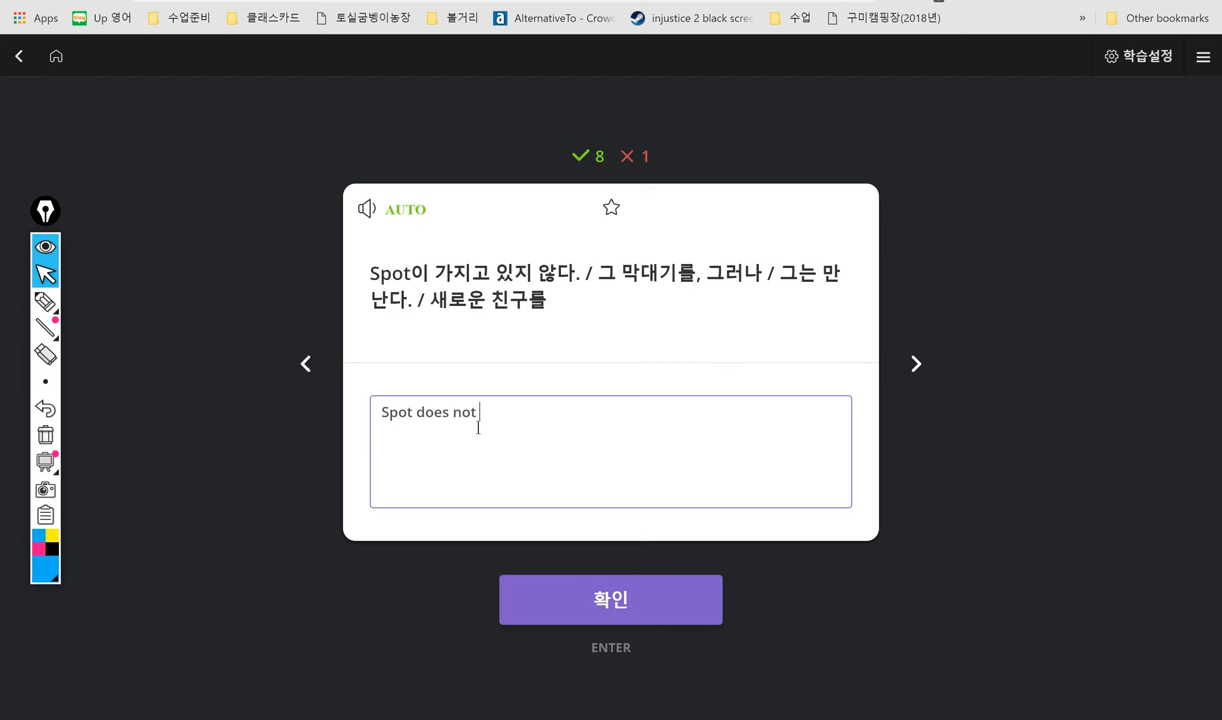 Apps Up 영어 수업준비 클래스카드 토실굼벵이농장 볼거리 AlternativeTo - Crow injustice 2 black scre 수업 구미캠핑장(2018년) » Other bookmarks
학습설정
8 1
AUTO
Spot이 가지고 있지 않다. / 그 막대기를, 그러나 / 그는 만
난다. / 새로운 친구를
Spot does not
확인
ENTER